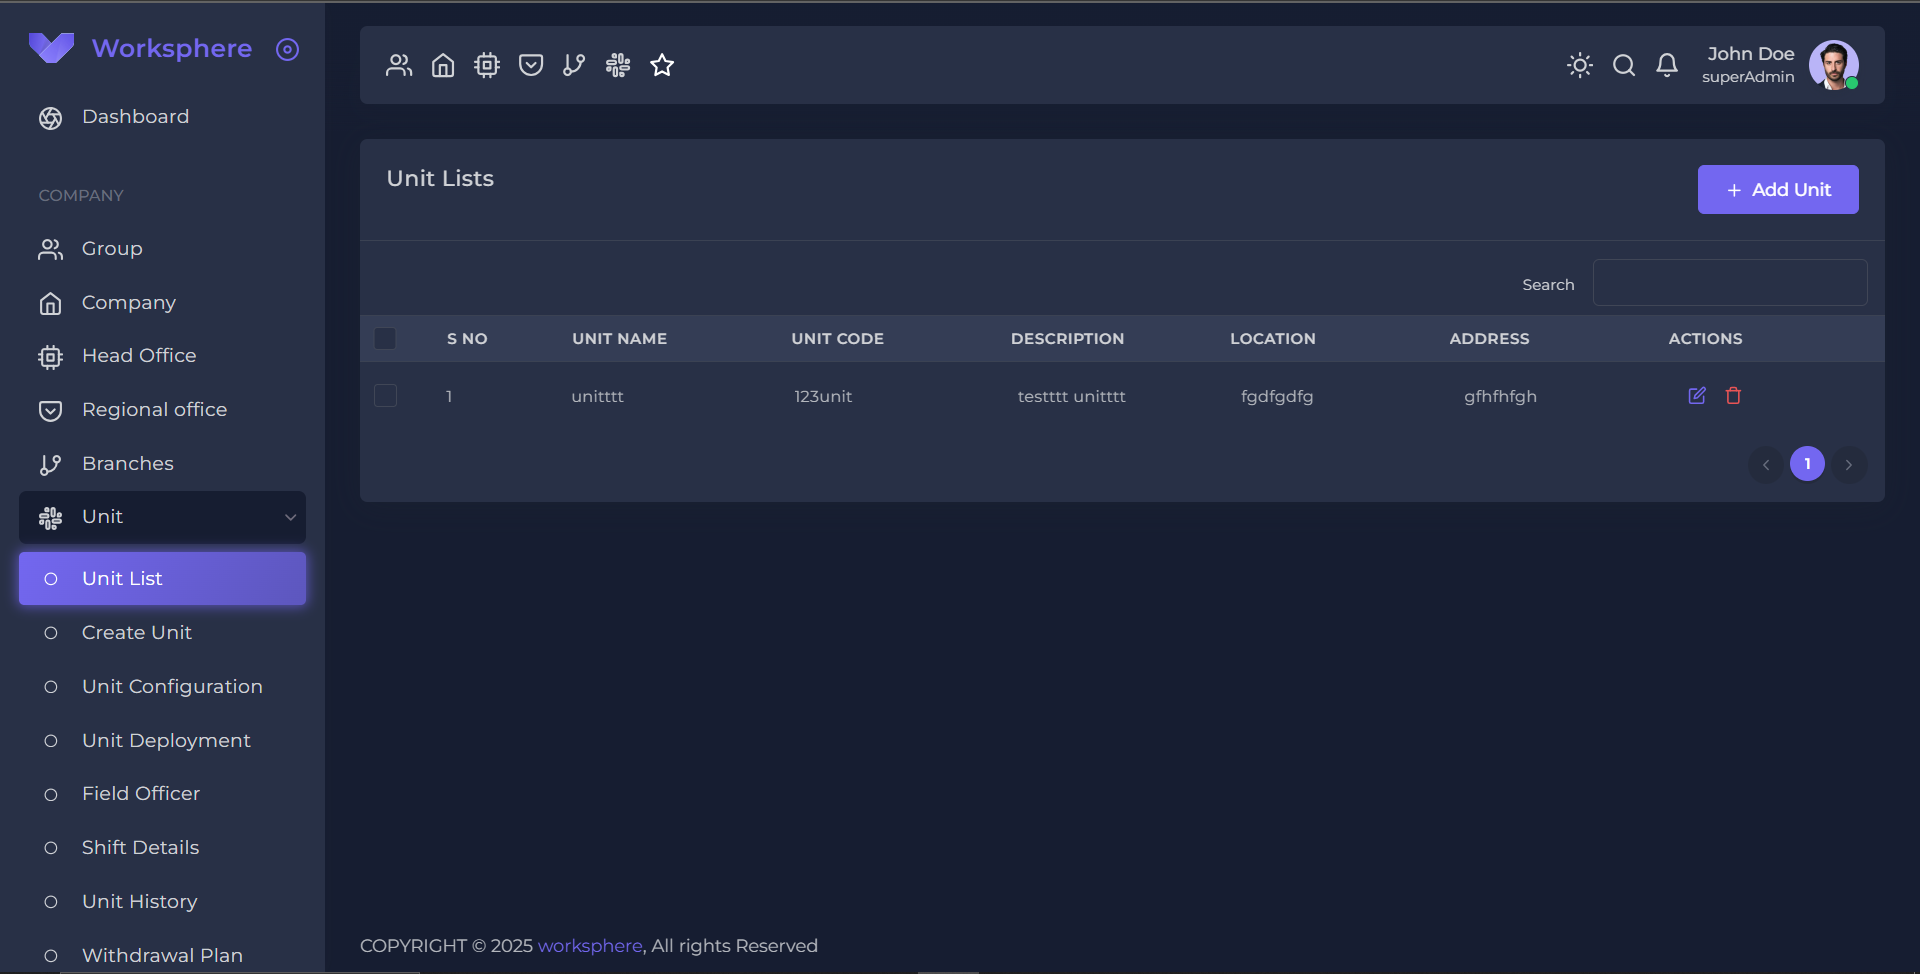 Worksphere
Dashboard
COMPANY
Group
Company
Head Office
Regional office
Branches
Unit
Unit List
Create Unit
Unit Configuration
Unit Deployment
Field Officer
Shift Details
Unit History
Withdrawal Plan
John Doe
superAdmin
Unit Lists
+ Add Unit
Search
S NO UNIT NAME UNIT CODE DESCRIPTION LOCATION ADDRESS ACTIONS
1 unitttt 123unit testttt unitttt fgdfgdfg gfhfhfgh
1
COPYRIGHT © 2025 worksphere, All rights Reserved